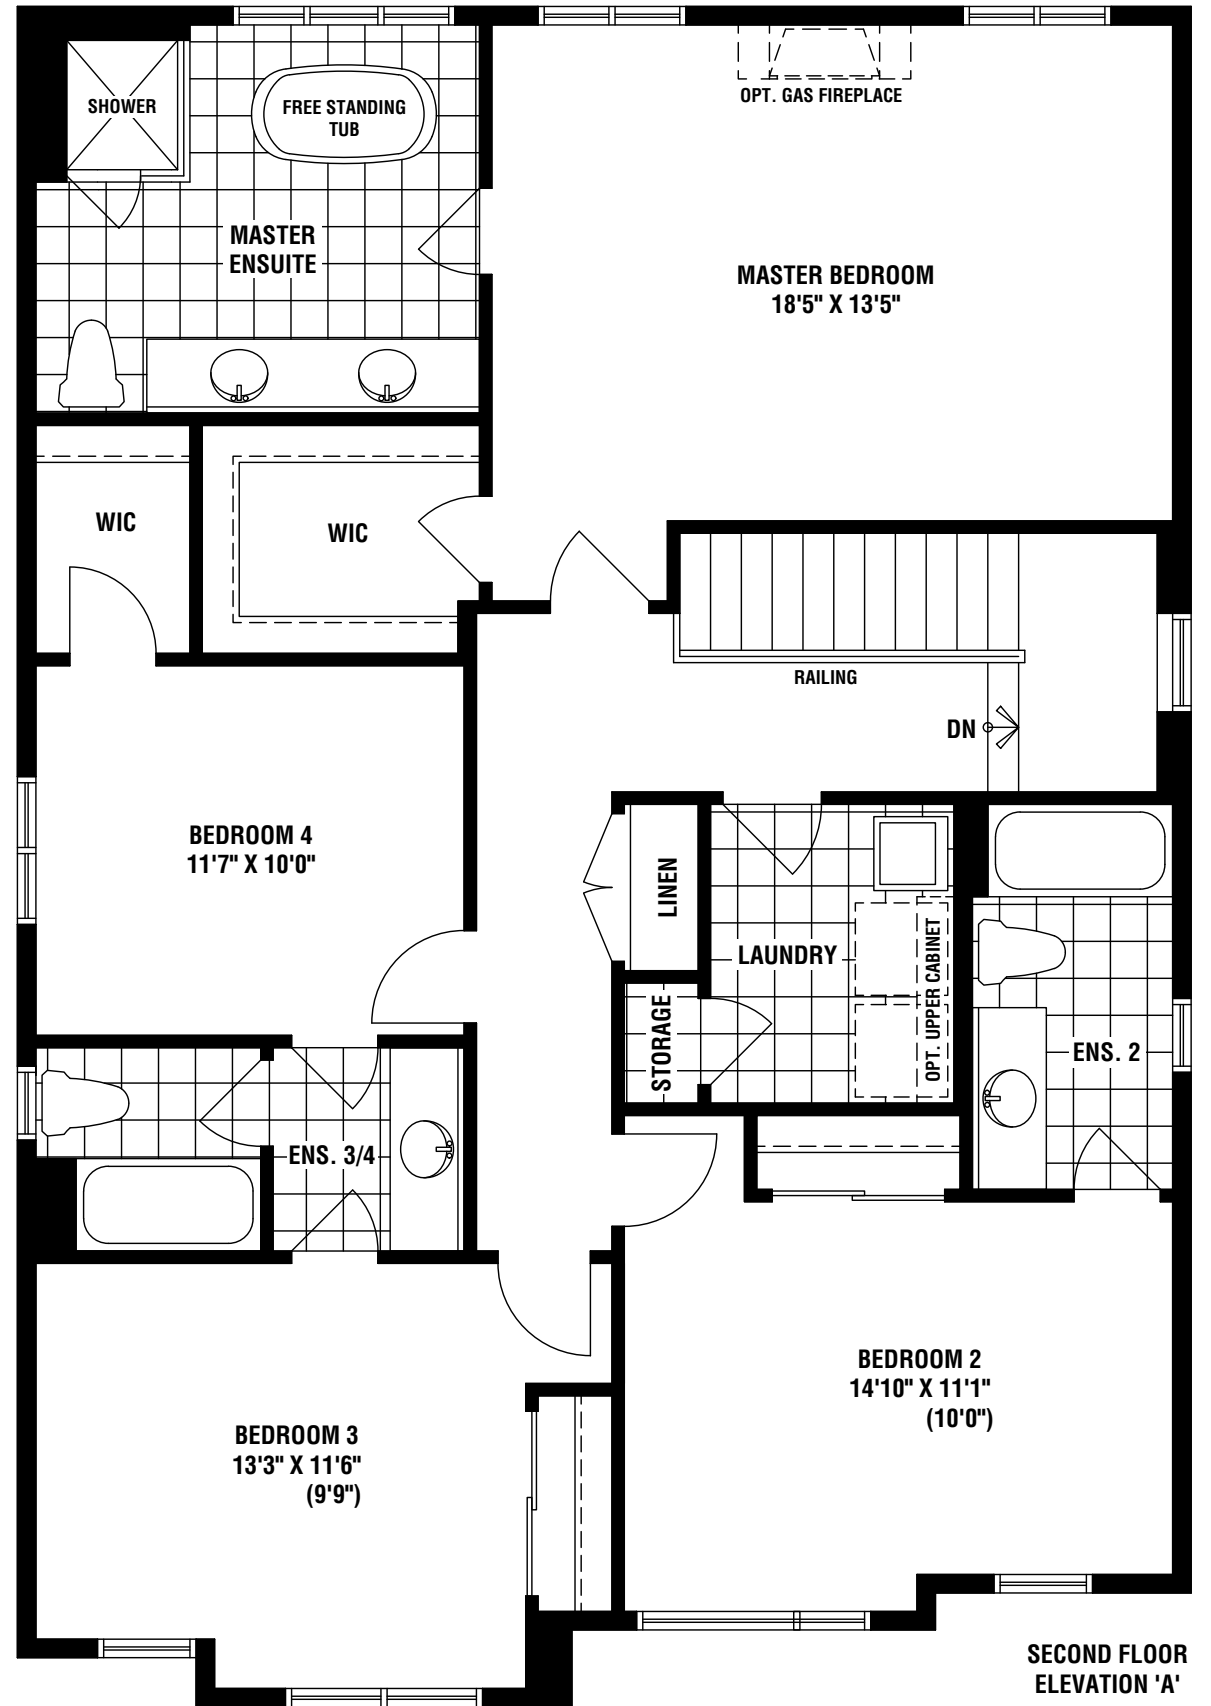 SHOWER
FREE STANDING
TUB
OPT. GAS FIREPLACE
MASTER
ENSUITE
MASTER BEDROOM
18'5" X 13'5"
WIC
WIC
RAILING
DN
BEDROOM 4
11'7" X 10'0"
LINEN
LAUNDRY
OPT. UPPER CABINET
STORAGE
ENS. 2
ENS. 3/4
BEDROOM 2
14'10" X 11'1"
(10'0")
BEDROOM 3
13'3" X 11'6"
(9'9")
SECOND FLOOR
ELEVATION 'A'